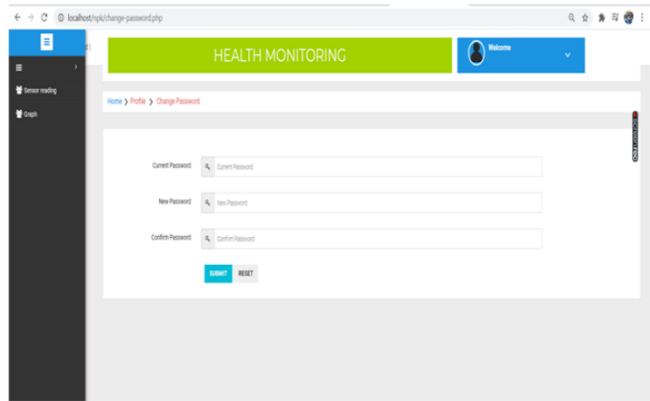 localhost/npk/change-password.php
HEALTH MONITORING
Welcome
Sensor reading
Graph
Home > Profile > Change Password
Current Password
Current Password
New Password
New Password
Confirm Password
Confirm Password
SUBMIT RESET